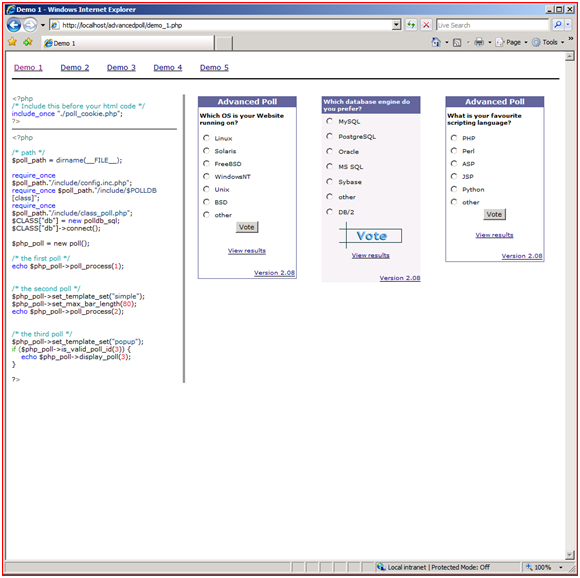 Demo 1 - Windows Internet Explorer
http://localhost/advancedpoll/demo_1.php
Live Search
Demo 1
Page
Tools
Demo 1 Demo 2 Demo 3 Demo 4 Demo 5
<?php
/* Include this before your html code */
include_once "./poll_cookie.php";
?>
<?php
/* path */
$poll_path = dirname(__FILE__);
require_once
$poll_path."/include/config.inc.php";
require_once $poll_path."/include/$POLLDB
[class]";
require_once
$poll_path."/include/class_poll.php";
$CLASS["db"] = new polldb_sql;
$CLASS["db"]->connect();
$php_poll = new poll();
/* the first poll */
echo $php_poll->poll_process(1);
/* the second poll */
$php_poll->set_template_set("simple");
$php_poll->set_max_bar_length(80);
echo $php_poll->poll_process(2);
/* the third poll */
$php_poll->set_template_set("popup");
if ($php_poll->is_valid_poll_id(3)) {
echo $php_poll->display_poll(3);
}
?>
Advanced Poll
Which OS is your Website
running on?
Linux
Solaris
FreeBSD
WindowsNT
Unix
BSD
other
Vote
View results
Version 2.08
Which database engine do
you prefer?
MySQL
PostgreSQL
Oracle
MS SQL
Sybase
other
DB/2
Vote
View results
Version 2.08
Advanced Poll
What is your favourite
scripting language?
PHP
Perl
ASP
JSP
Python
other
Vote
View results
Version 2.08
Local intranet | Protected Mode: Off
100%